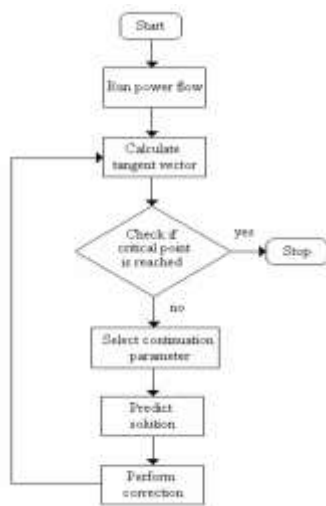 Start
Run power flow
Calculate
tangent vector
Check if
critical point
is reached
yes
Stop
no
Select continuation
parameter
Predict
solution
Perform
correction